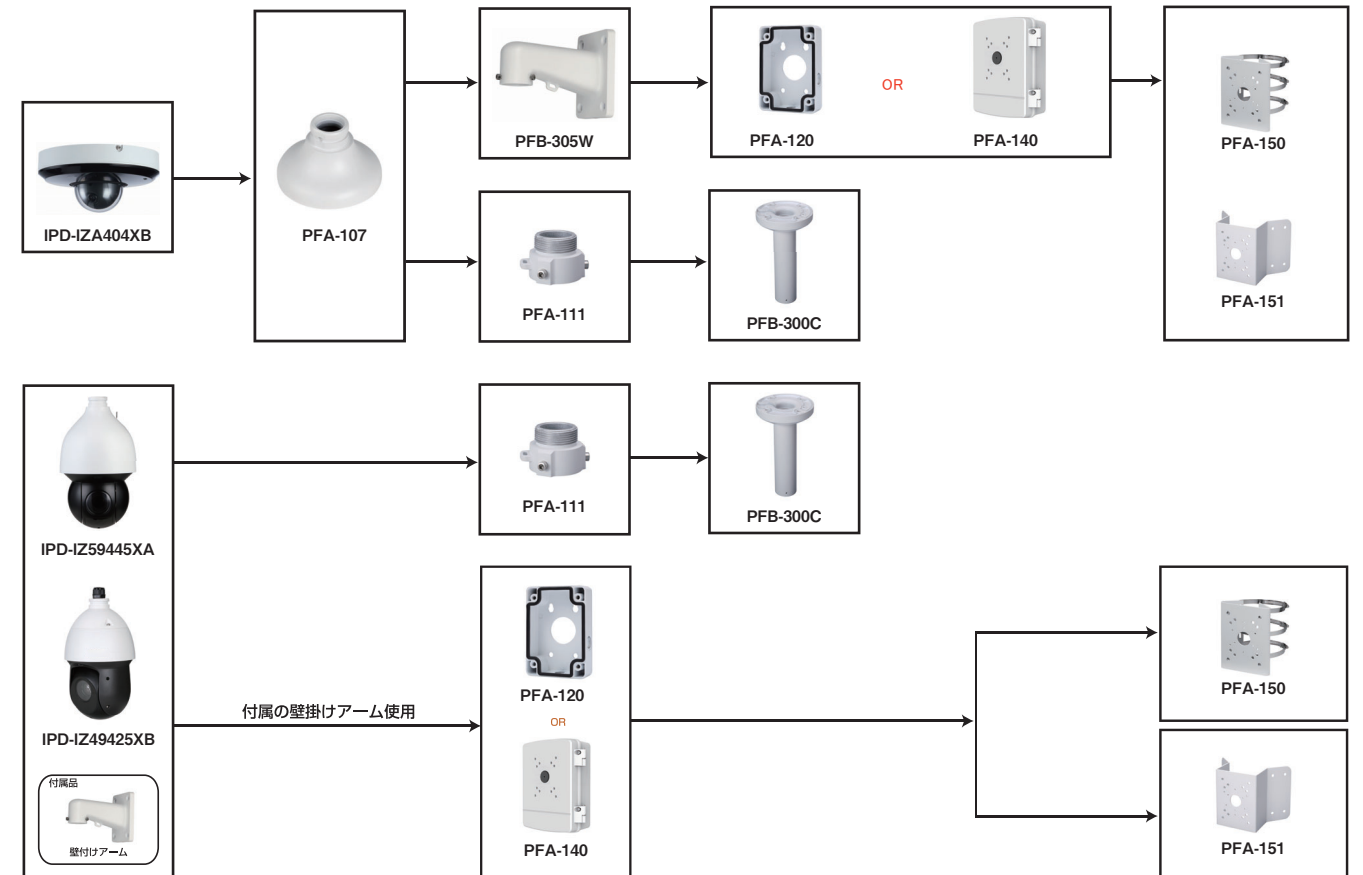 IPD-IZA404XB
PFA-107
PFB-305W
PFA-120
OR
PFA-140
PFA-150
PFA-151
PFA-111
PFB-300C
IPD-IZ59445XA
IPD-IZ49425XB
付属品
壁付けアーム
PFA-111
PFB-300C
付属の壁掛けアーム使用
PFA-120
OR
PFA-140
PFA-150
PFA-151